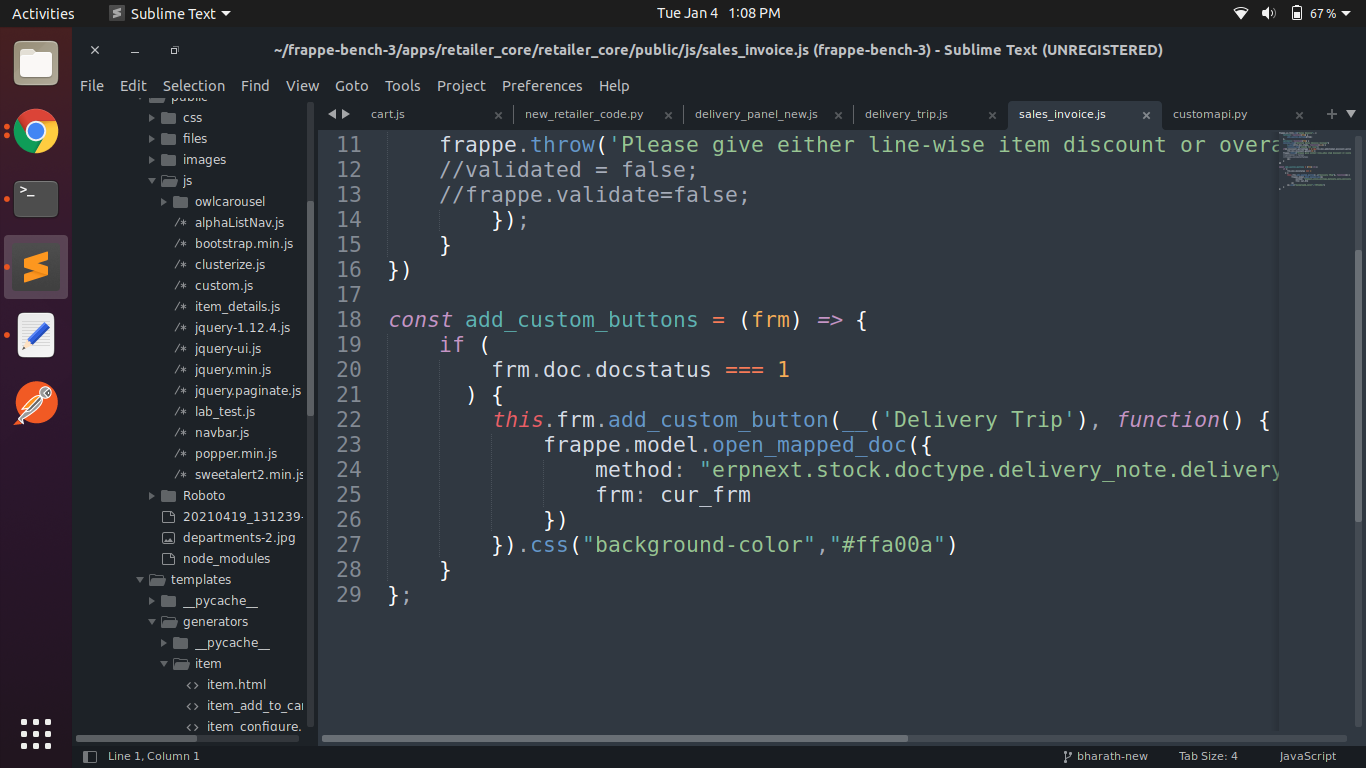 Activities
Sublime Text
Tue Jan 4 1:08 PM
67 %
~/frappe-bench-3/apps/retailer_core/retailer_core/public/js/sales_invoice.js (frappe-bench-3) - Sublime Text (UNREGISTERED)
File Edit Selection Find View Goto Tools Project Preferences Help
public
css
files
images
js
owlcarousel
/* alphaListNav.js
/* bootstrap.min.js
/* clusterize.js
/* custom.js
/* item_details.js
/* jquery-1.12.4.js
/* jquery-ui.js
/* jquery.min.js
/* jquery.paginate.js
/* lab_test.js
/* navbar.js
/* popper.min.js
/* sweetalert2.min.js
Roboto
20210419_131239-
departments-2.jpg
node_modules
templates
__pycache__
generators
__pycache__
item
<> item.html
<> item_add_to_car
<> item_configure.
cart.js
new_retailer_code.py
delivery_panel_new.js
delivery_trip.js
sales_invoice.js
customapi.py
11 frappe.throw('Please give either line-wise item discount or overa
12 //validated = false;
13 //frappe.validate=false;
14 });
15 }
16 })
17
18 const add_custom_buttons = (frm) => {
19 if (
20 frm.doc.docstatus === 1
21 ) {
22 this.frm.add_custom_button(__('Delivery Trip'), function() {
23 frappe.model.open_mapped_doc({
24 method: "erpnext.stock.doctype.delivery_note.delivery
25 frm: cur_frm
26 })
27 }).css("background-color","#ffa00a")
28 }
29 };
Line 1, Column 1
bharath-new
Tab Size: 4
JavaScript